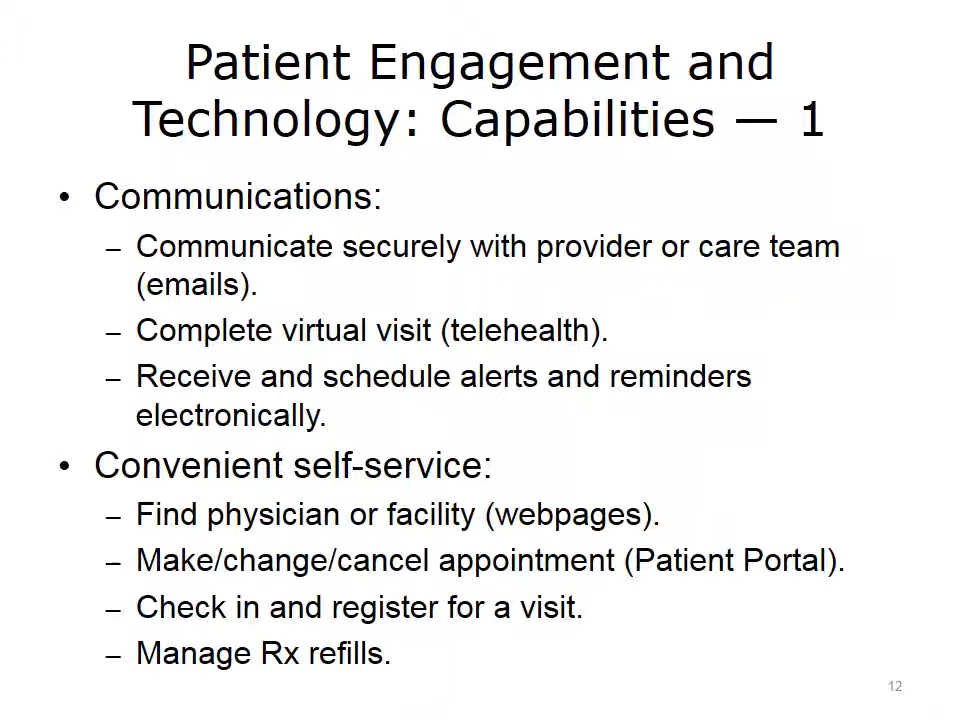 Patient Engagement and
Technology: Capabilities — 1
• Communications:
– Communicate securely with provider or care team
(emails).
– Complete virtual visit (telehealth).
– Receive and schedule alerts and reminders
electronically.
• Convenient self-service:
– Find physician or facility (webpages).
– Make/change/cancel appointment (Patient Portal).
– Check in and register for a visit.
– Manage Rx refills.
12